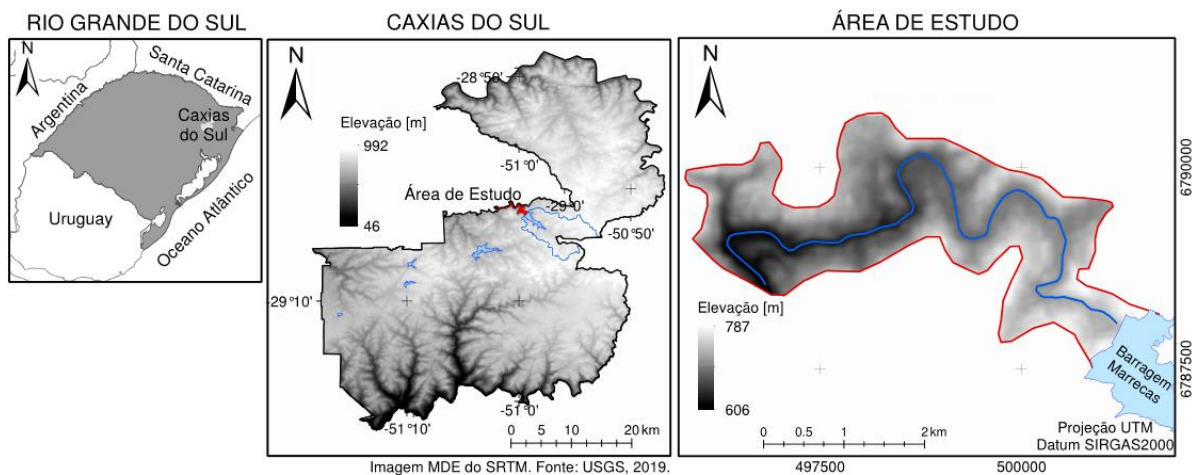 RIO GRANDE DO SUL
N
Santa Catarina
Argentina
Caxias
do Sul
Uruguay
Oceano Atlântico
CAXIAS DO SUL
N
-28°50'
Elevação [m]
992
46
-51°0'
Área de Estudo
-29°0'
-50°50'
-29°10'
-51°10'
-51°0'
0 5 10 20 km
Imagem MDE do SRTM. Fonte: USGS, 2019.
ÁREA DE ESTUDO
N
6790000
Elevação [m]
787
606
Barragem
Marrecas
6787500
0 0.5 1 2 km
Projeção UTM
Datum SIRGAS2000
497500 500000